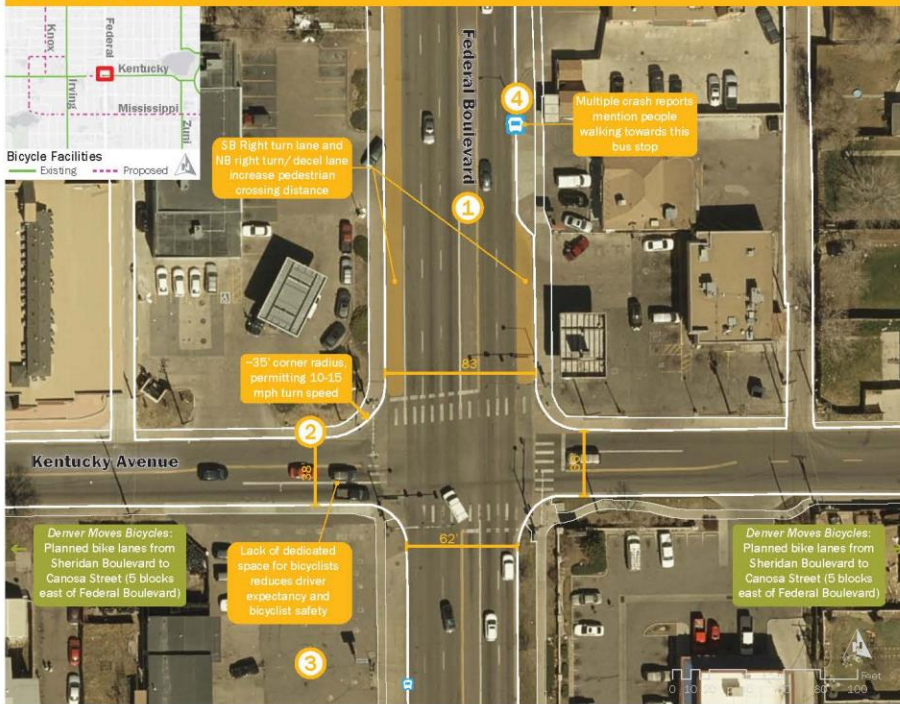 Knox
Federal
Kentucky
Irving
Mississippi
Zuni
Bicycle Facilities
Existing
Proposed
N
Federal Boulevard
4
Multiple crash reports
mention people
walking towards this
bus stop
SB Right turn lane and
NB right turn/decel lane
increase pedestrian
crossing distance
1
83'
~35' corner radius,
permitting 10-15
mph turn speed
2
Kentucky Avenue
38'
62'
Denver Moves Bicycles:
Planned bike lanes from
Sheridan Boulevard to
Canosa Street (5 blocks
east of Federal Boulevard)
Lack of dedicated
space for bicyclists
reduces driver
expectancy and
bicyclist safety
Denver Moves Bicycles:
Planned bike lanes from
Sheridan Boulevard to
Canosa Street (5 blocks
east of Federal Boulevard)
3
N
Feet
0 10 20 60 80 100